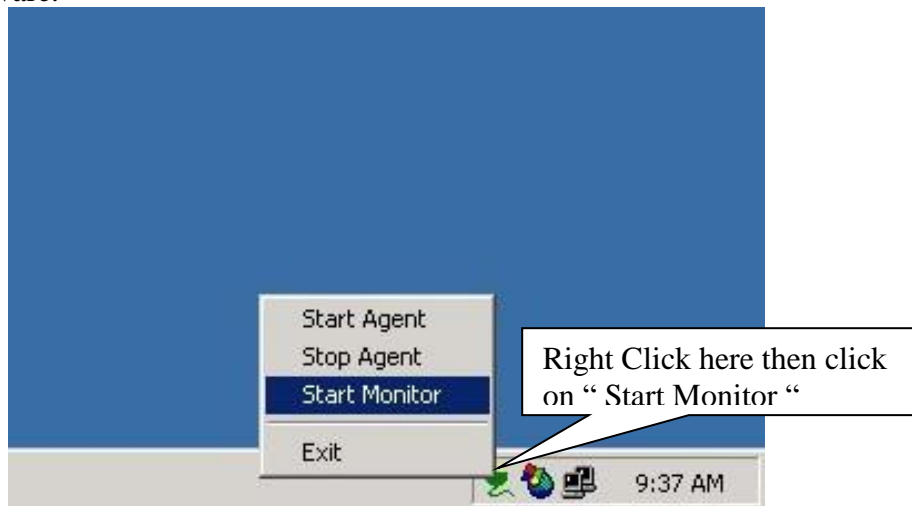 Start Agent
Stop Agent
Start Monitor
Exit
Right Click here then click
on “ Start Monitor “
9:37 AM